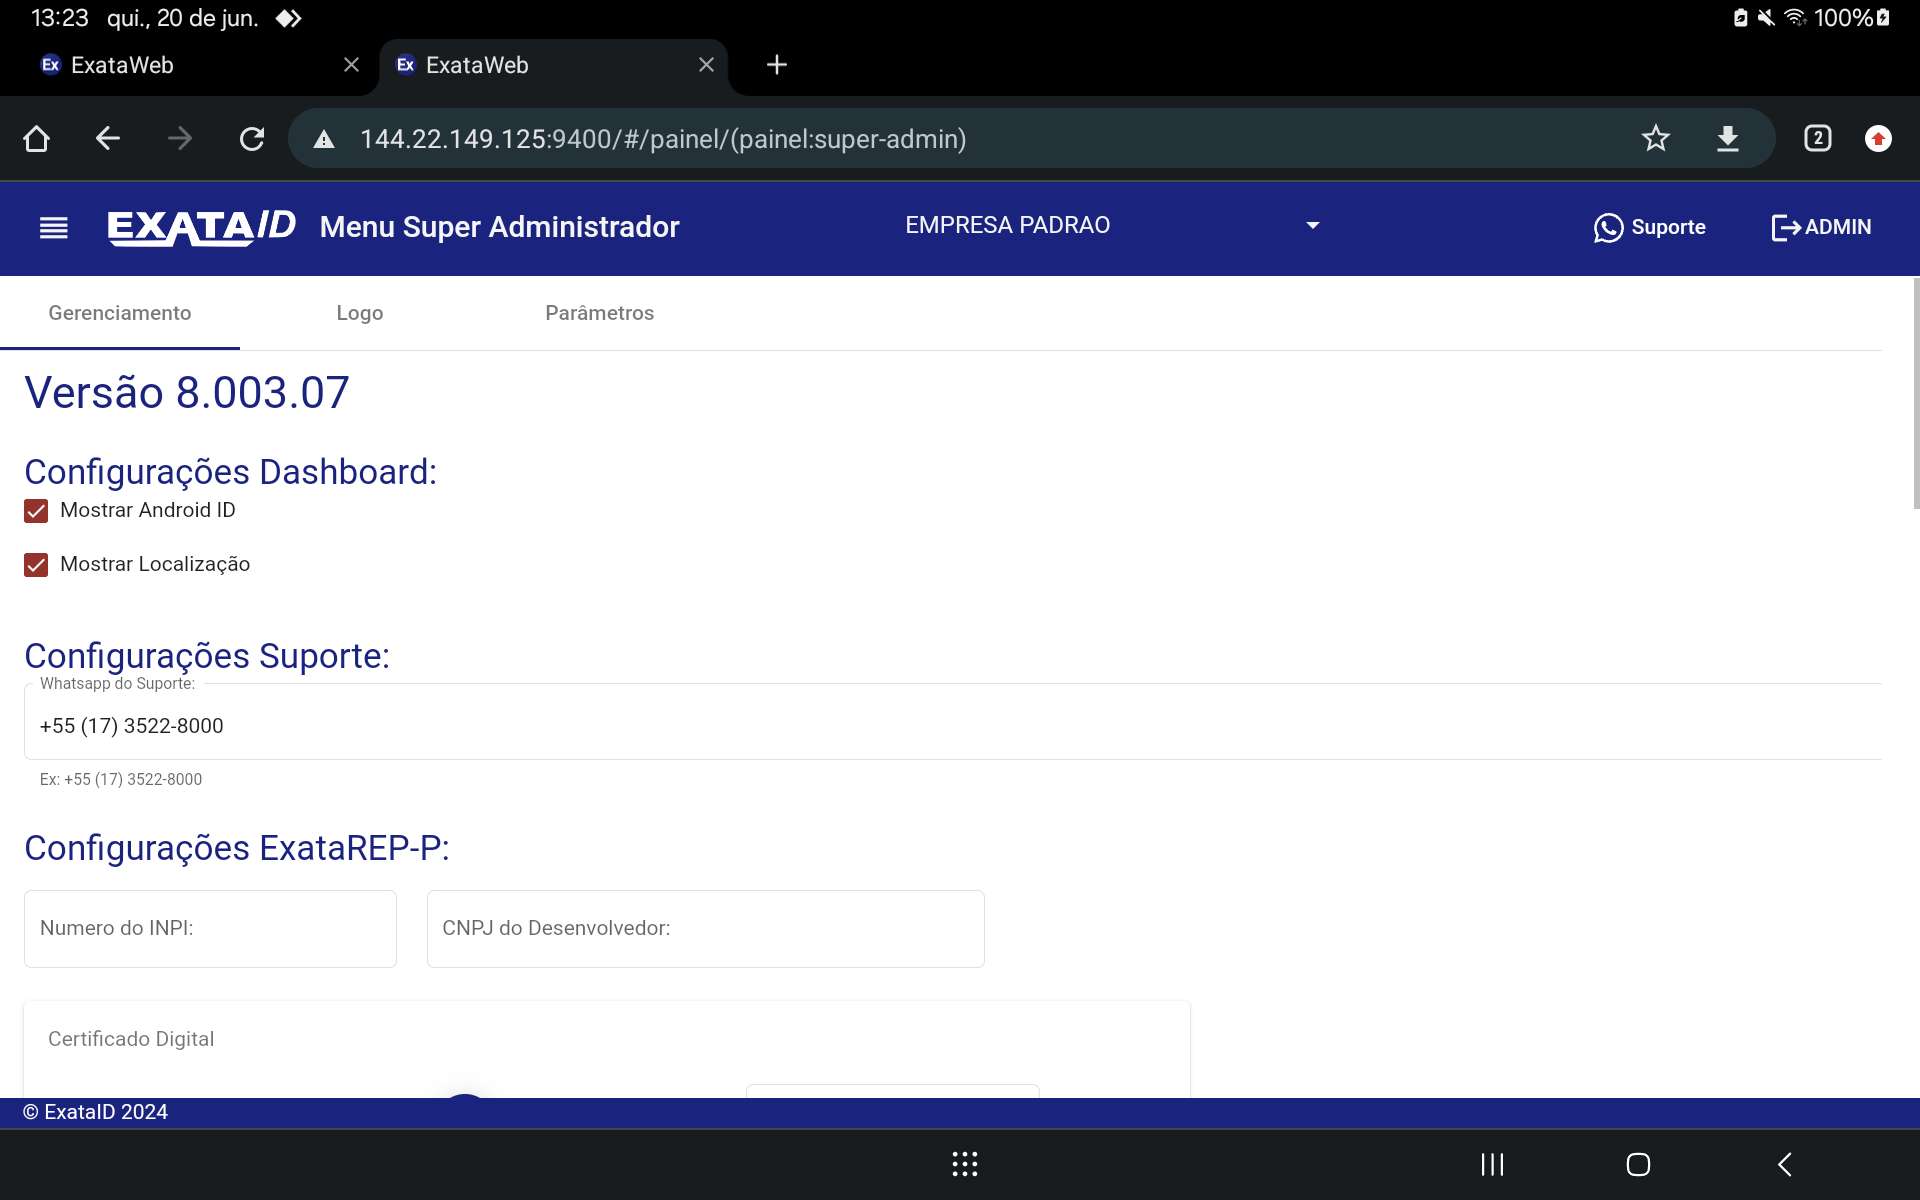 13:23 qui., 20 de jun. 100%
Ex ExataWeb Ex ExataWeb
144.22.149.125:9400/#/painel/(painel:super-admin) 2
EXATAID Menu Super Administrador EMPRESA PADRAO Suporte ADMIN
Gerenciamento Logo Parâmetros
Versão 8.003.07
Configurações Dashboard:
Mostrar Android ID
Mostrar Localização
Configurações Suporte:
Whatsapp do Suporte:
+55 (17) 3522-8000
Ex: +55 (17) 3522-8000
Configurações ExataREP-P:
Numero do INPI: CNPJ do Desenvolvedor:
Certificado Digital
© ExataID 2024